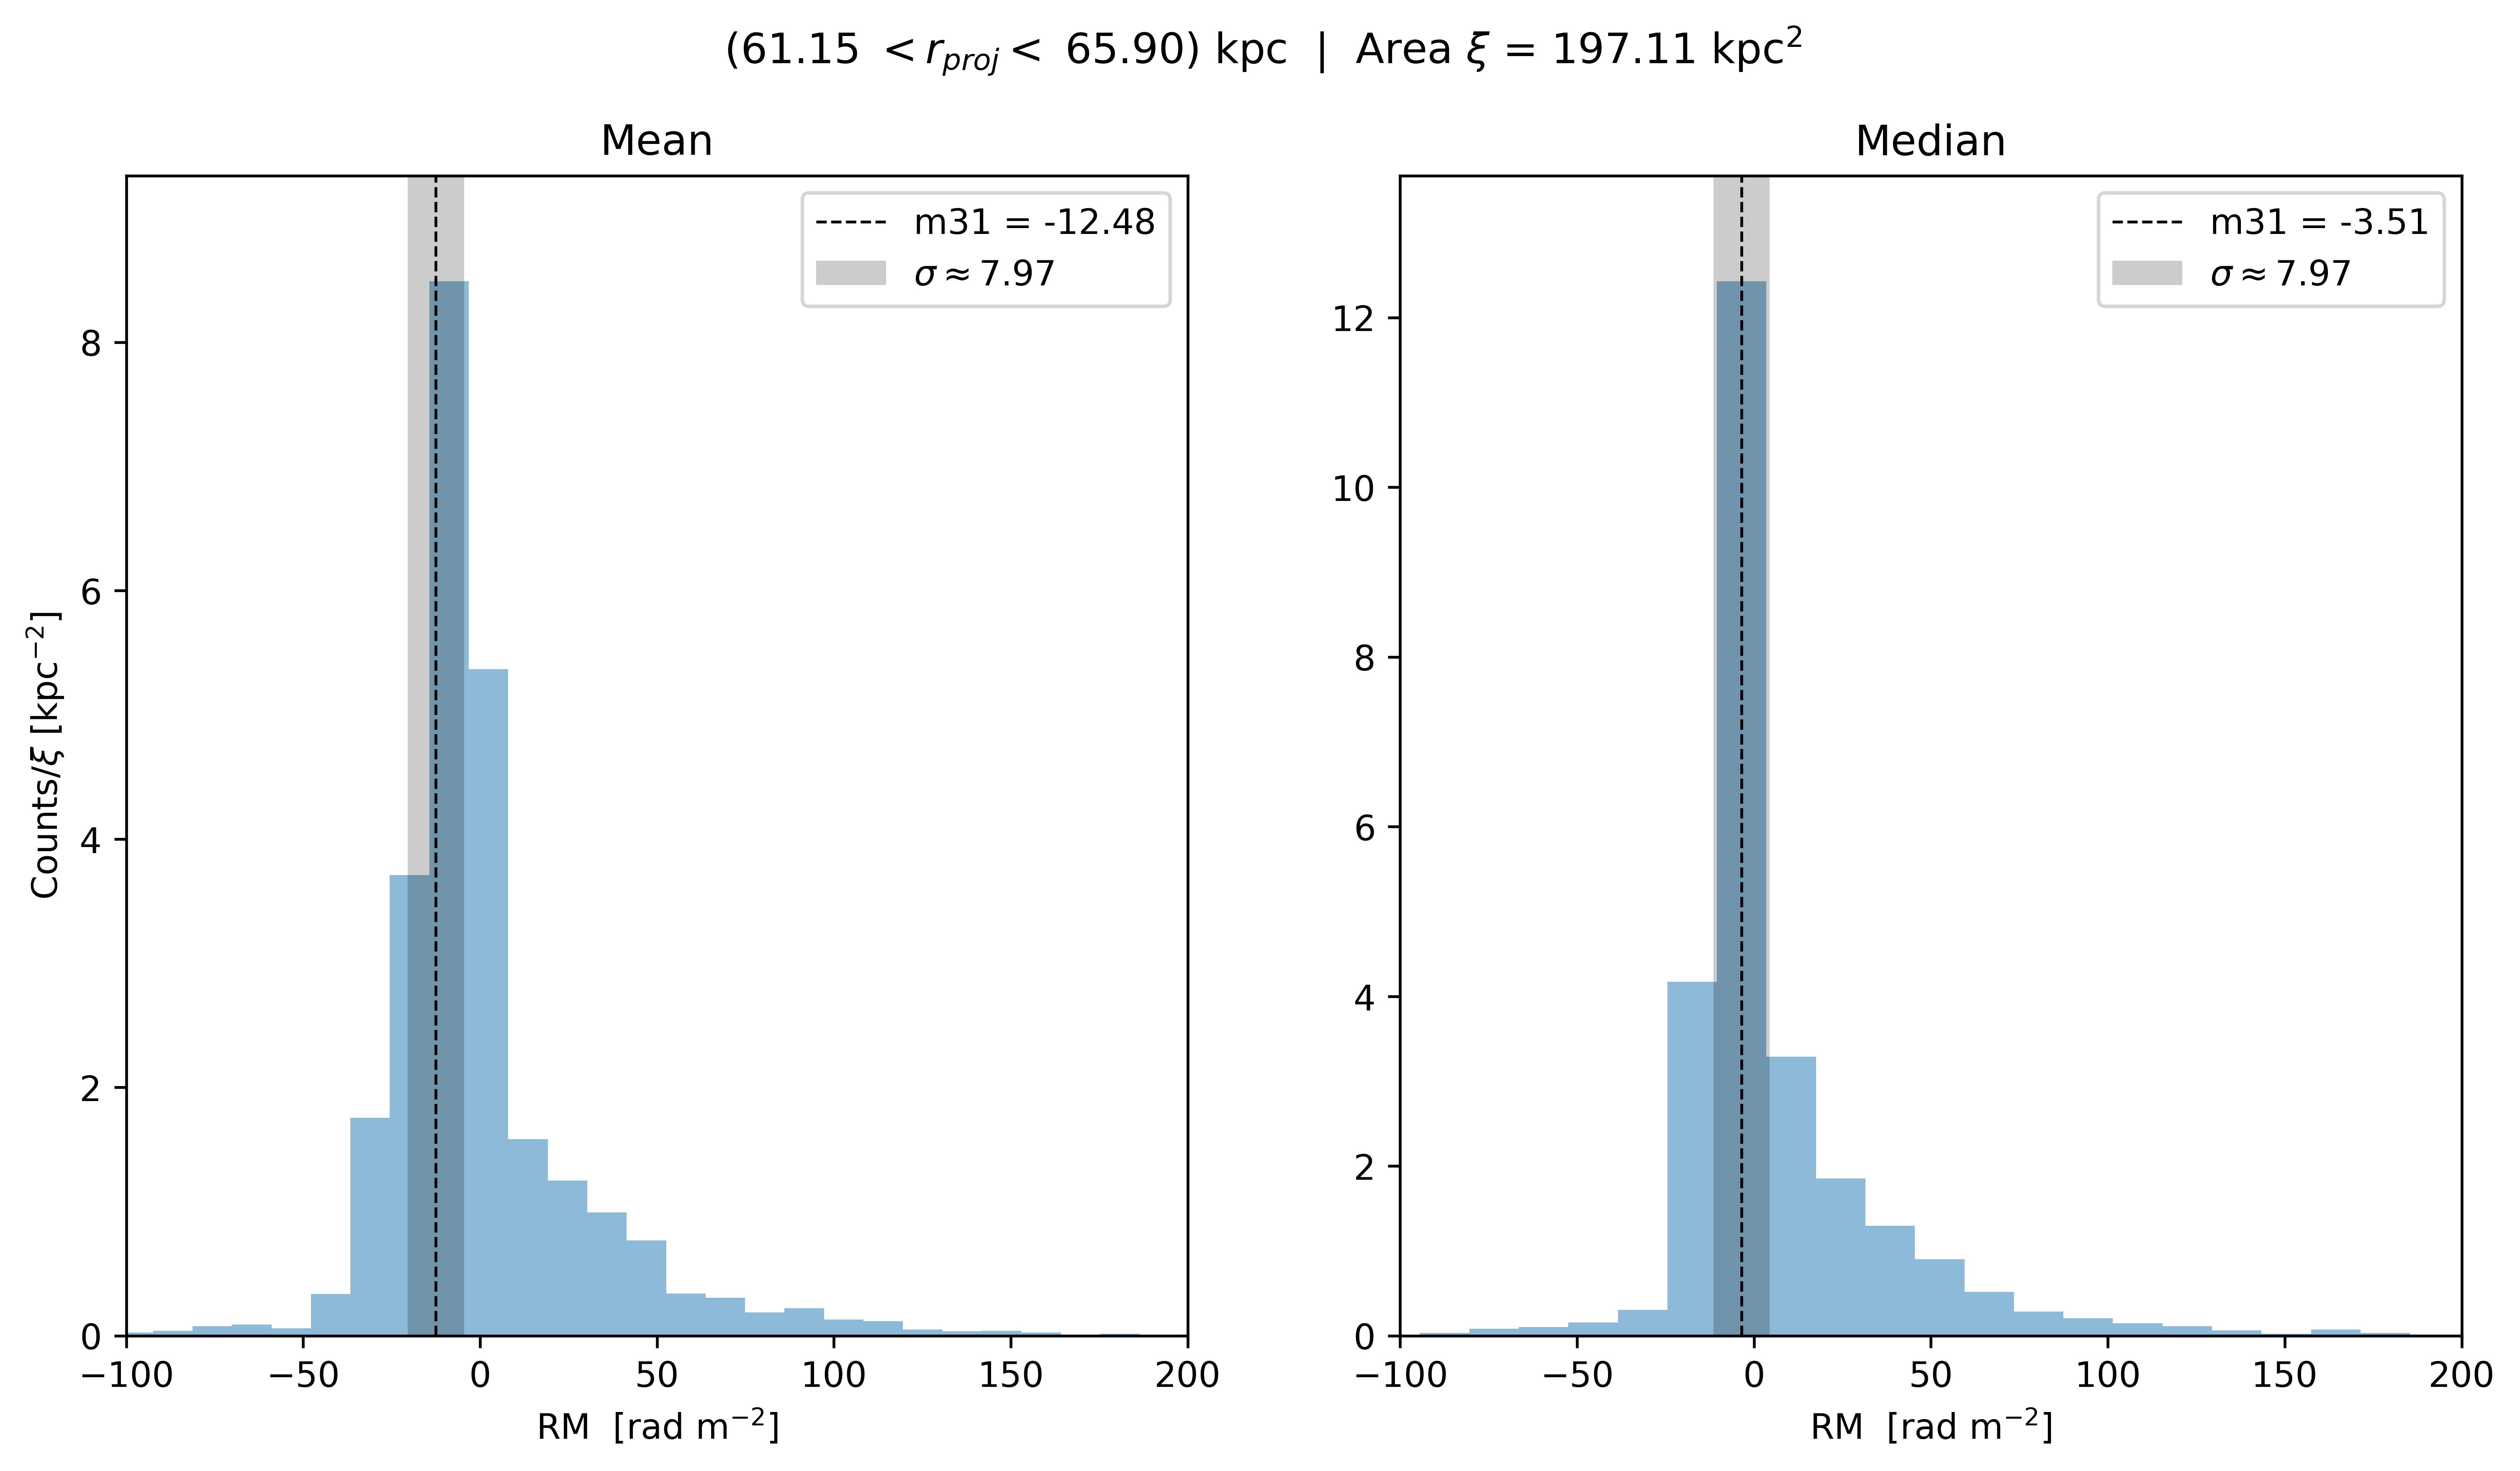 (61.15 < r_proj < 65.90) kpc | Area ξ = 197.11 kpc²
Mean
m31 = -12.48
σ ≈ 7.97
8
6
4
2
0
Counts/ξ [kpc⁻²]
−100 −50 0 50 100 150 200
RM [rad m⁻²]
Median
m31 = -3.51
σ ≈ 7.97
12
10
8
6
4
2
0
−100 −50 0 50 100 150 200
RM [rad m⁻²]